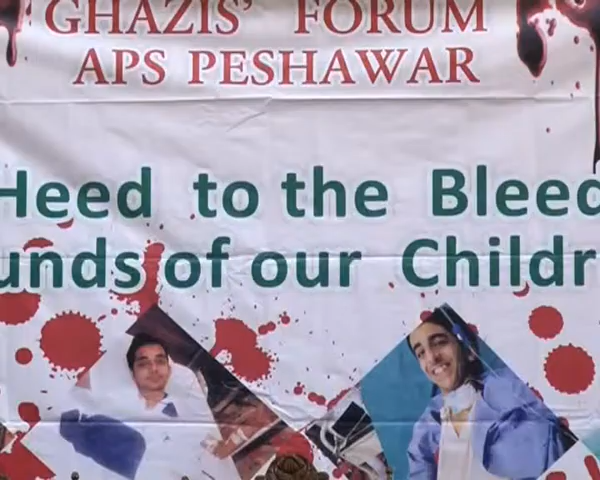 GHAZIS' FORUM
APS PESHAWAR
Heed to the Bleed
unds of our Childr